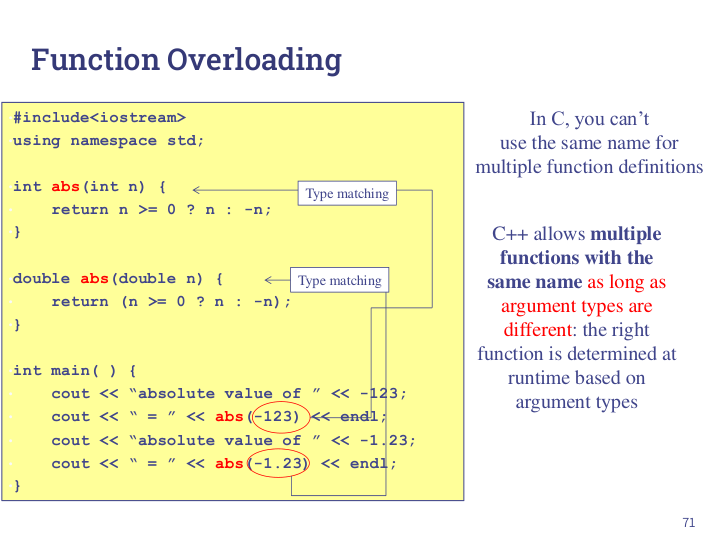 Function Overloading
#include<iostream>
using namespace std;
int abs(int n) {
Type matching
return n >= 0 ? n : -n;
}
double abs(double n) {
Type matching
return (n >= 0 ? n : -n);
}
int main( ) {
cout << “absolute value of ” << -123;
cout << “ = ” << abs(-123) << endl;
cout << “absolute value of ” << -1.23;
cout << “ = ” << abs(-1.23) << endl;
}
In C, you can’t
use the same name for
multiple function definitions
C++ allows multiple
functions with the
same name as long as
argument types are
different: the right
function is determined at
runtime based on
argument types
71